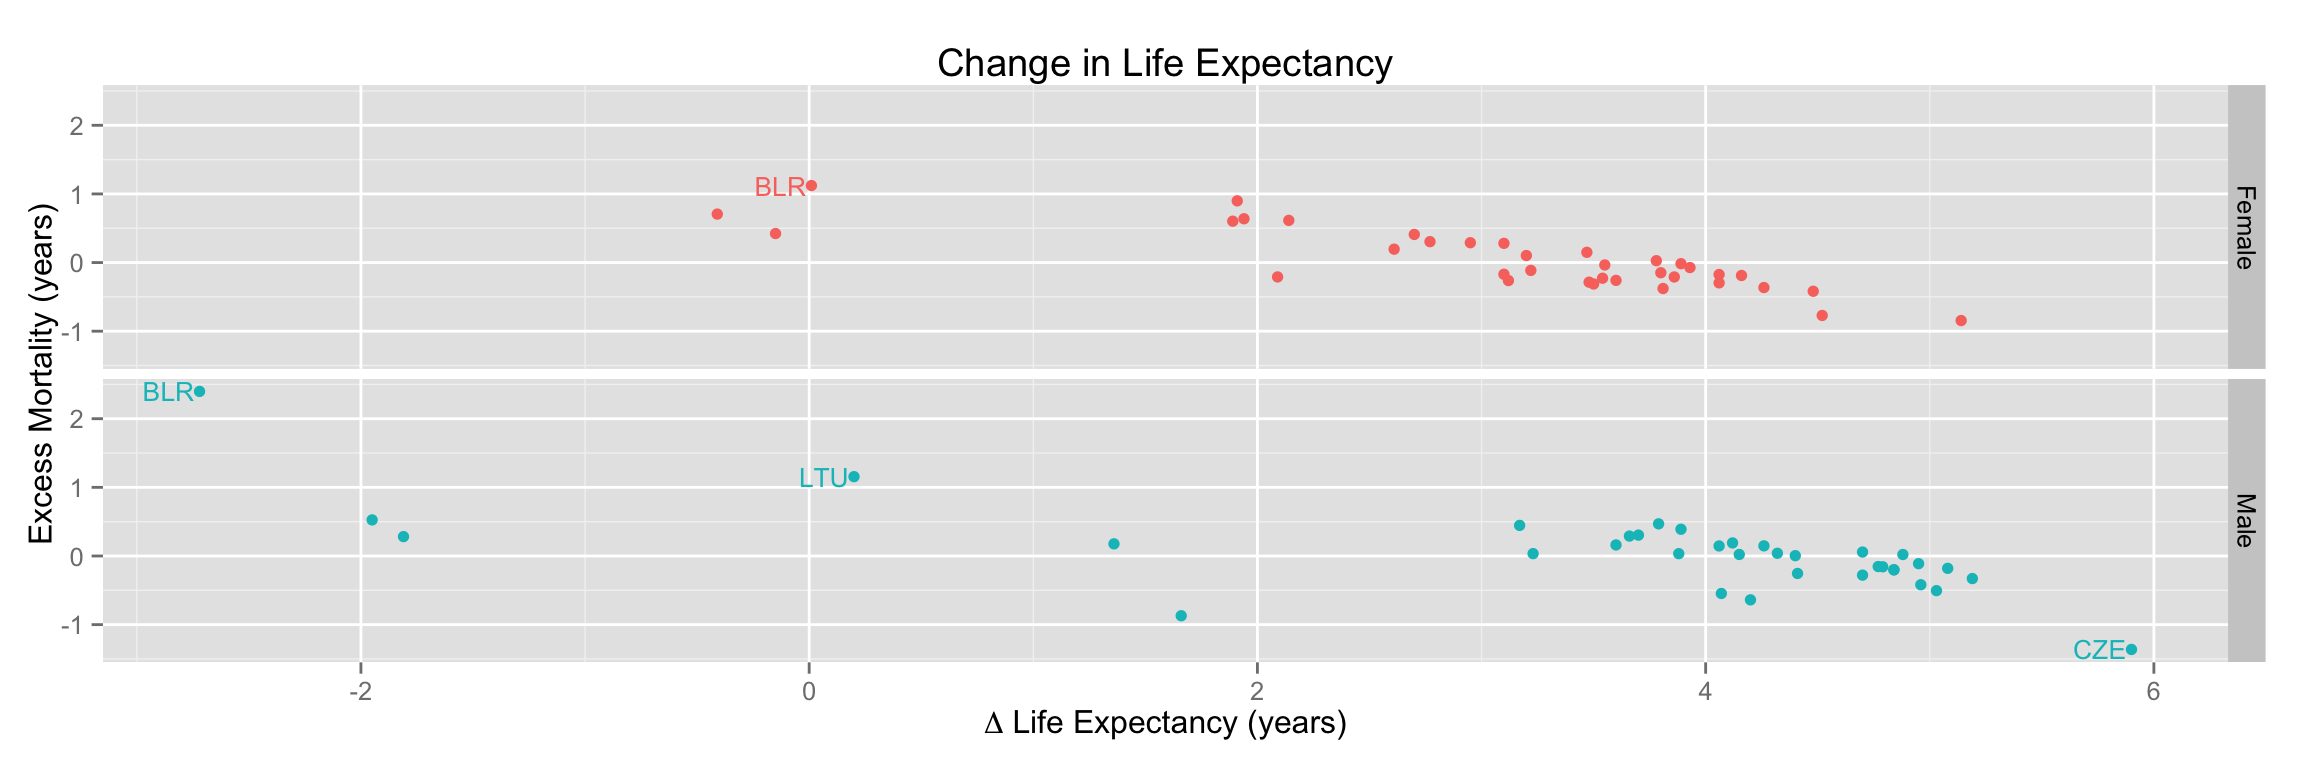 Change in Life Expectancy
Excess Mortality (years)
2
1
0
-1
BLR
Female
2
1
0
-1
BLR
LTU
CZE
Male
-2 0 2 4 6
Δ Life Expectancy (years)